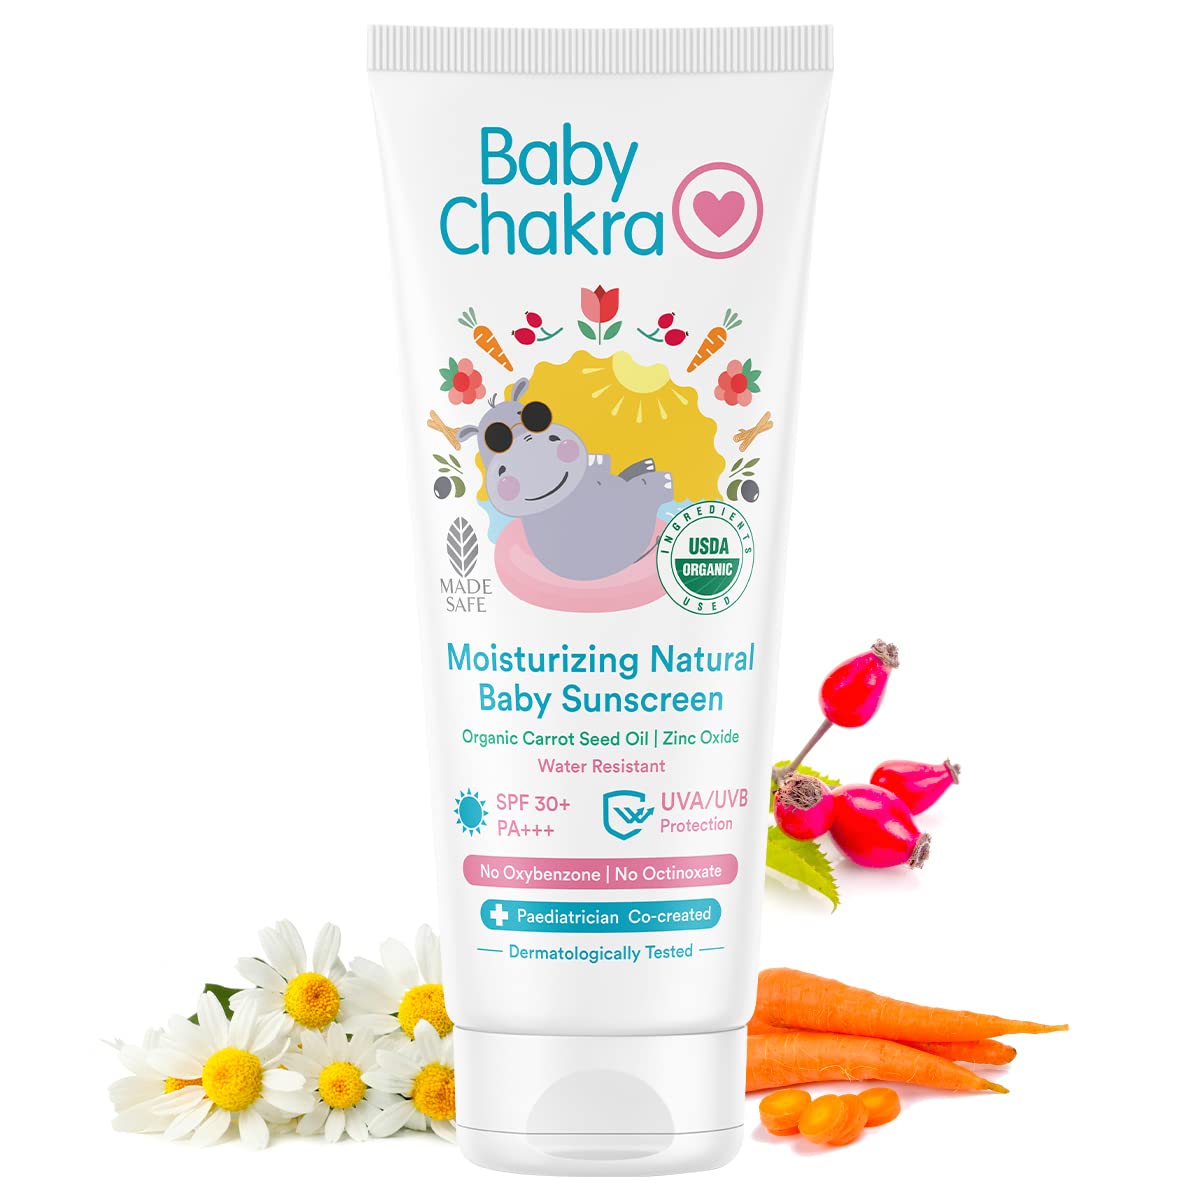 Baby
Chakra
MADE
SAFE
INGREDIENTS
USDA
ORGANIC
USED
Moisturizing Natural
Baby Sunscreen
Organic Carrot Seed Oil | Zinc Oxide
Water Resistant
SPF 30+
PA+++
UVA/UVB
Protection
No Oxybenzone | No Octinoxate
Paediatrician Co-created
Dermatologically Tested